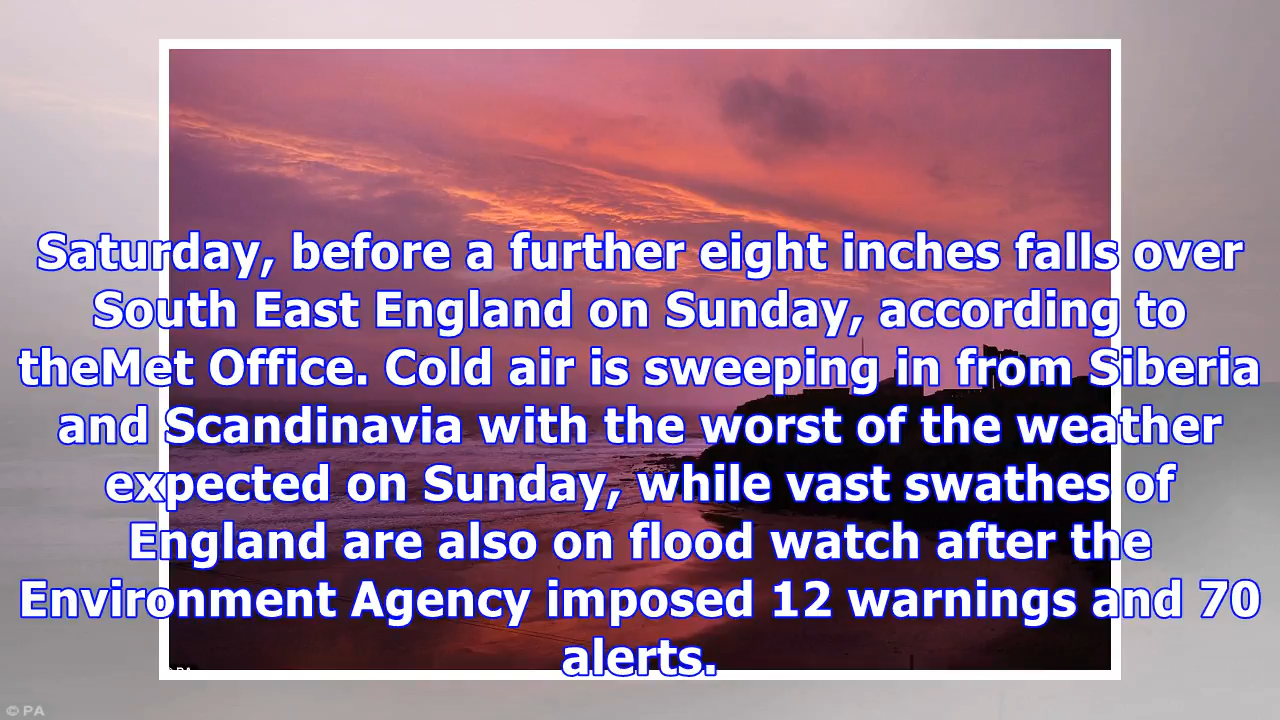 Saturday, before a further eight inches falls over
South East England on Sunday, according to
theMet Office. Cold air is sweeping in from Siberia
and Scandinavia with the worst of the weather
expected on Sunday, while vast swathes of
England are also on flood watch after the
Environment Agency imposed 12 warnings and 70
alerts.
© PA
© PA